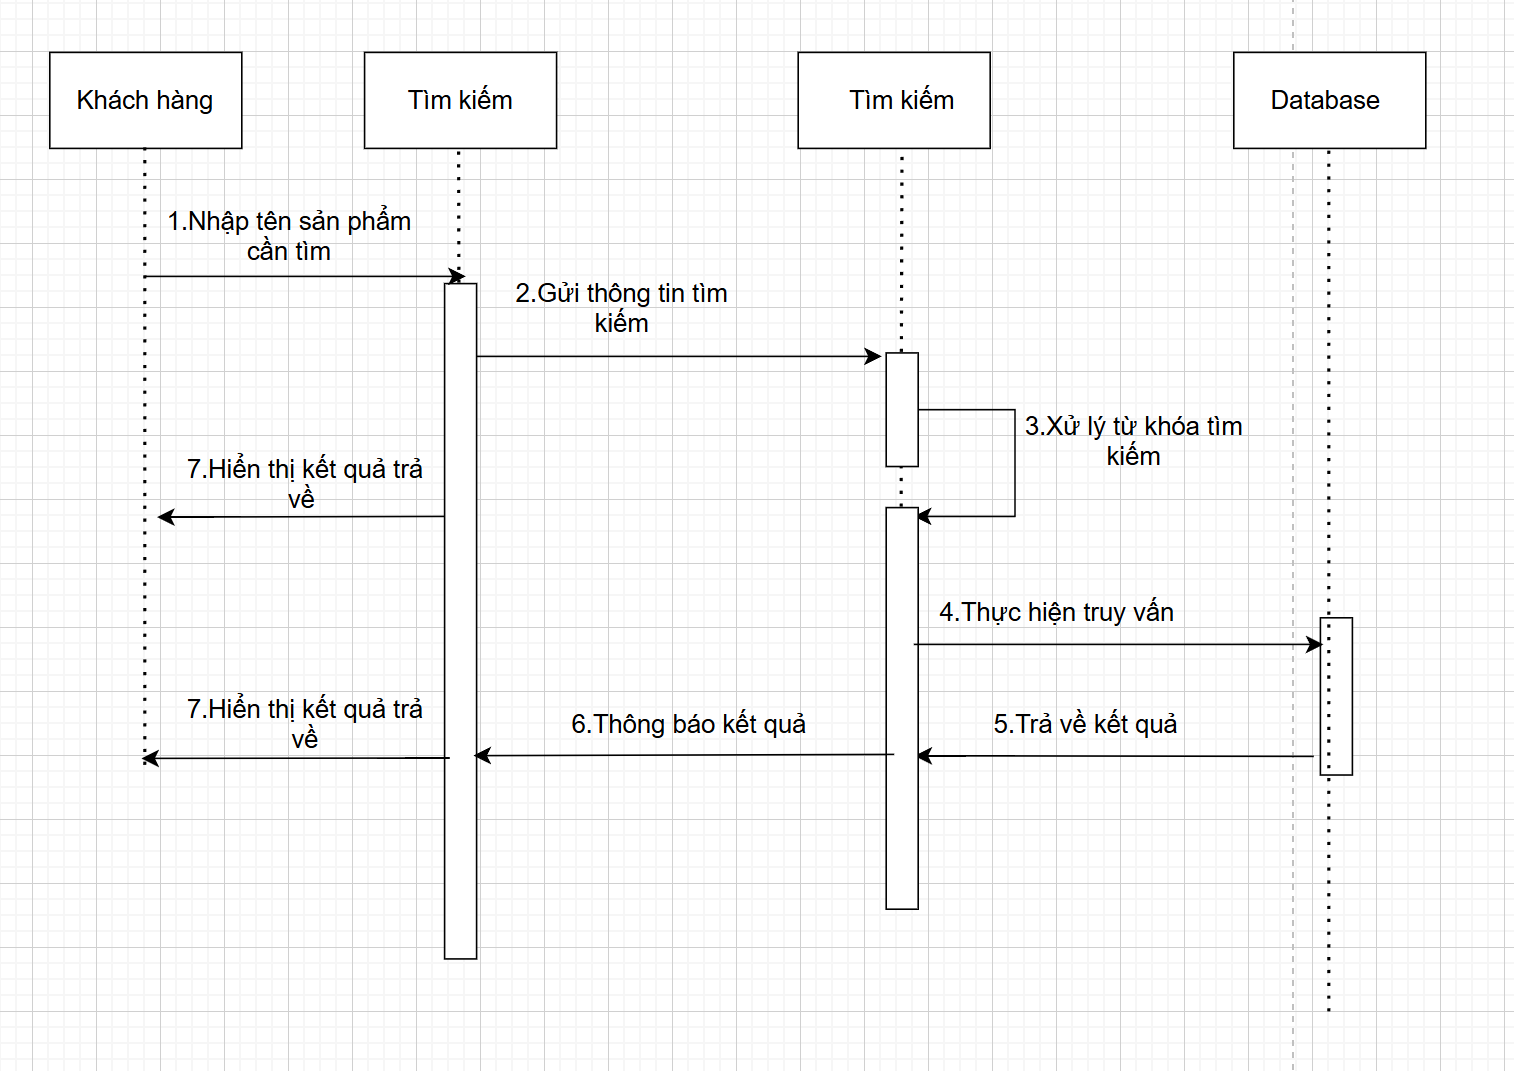 Khách hàng
Tìm kiếm
Tìm kiếm
Database
1.Nhập tên sản phẩm
cần tìm
2.Gửi thông tin tìm
kiếm
3.Xử lý từ khóa tìm
kiếm
7.Hiển thị kết quả trả
về
4.Thực hiện truy vấn
7.Hiển thị kết quả trả
về
6.Thông báo kết quả
5.Trả về kết quả